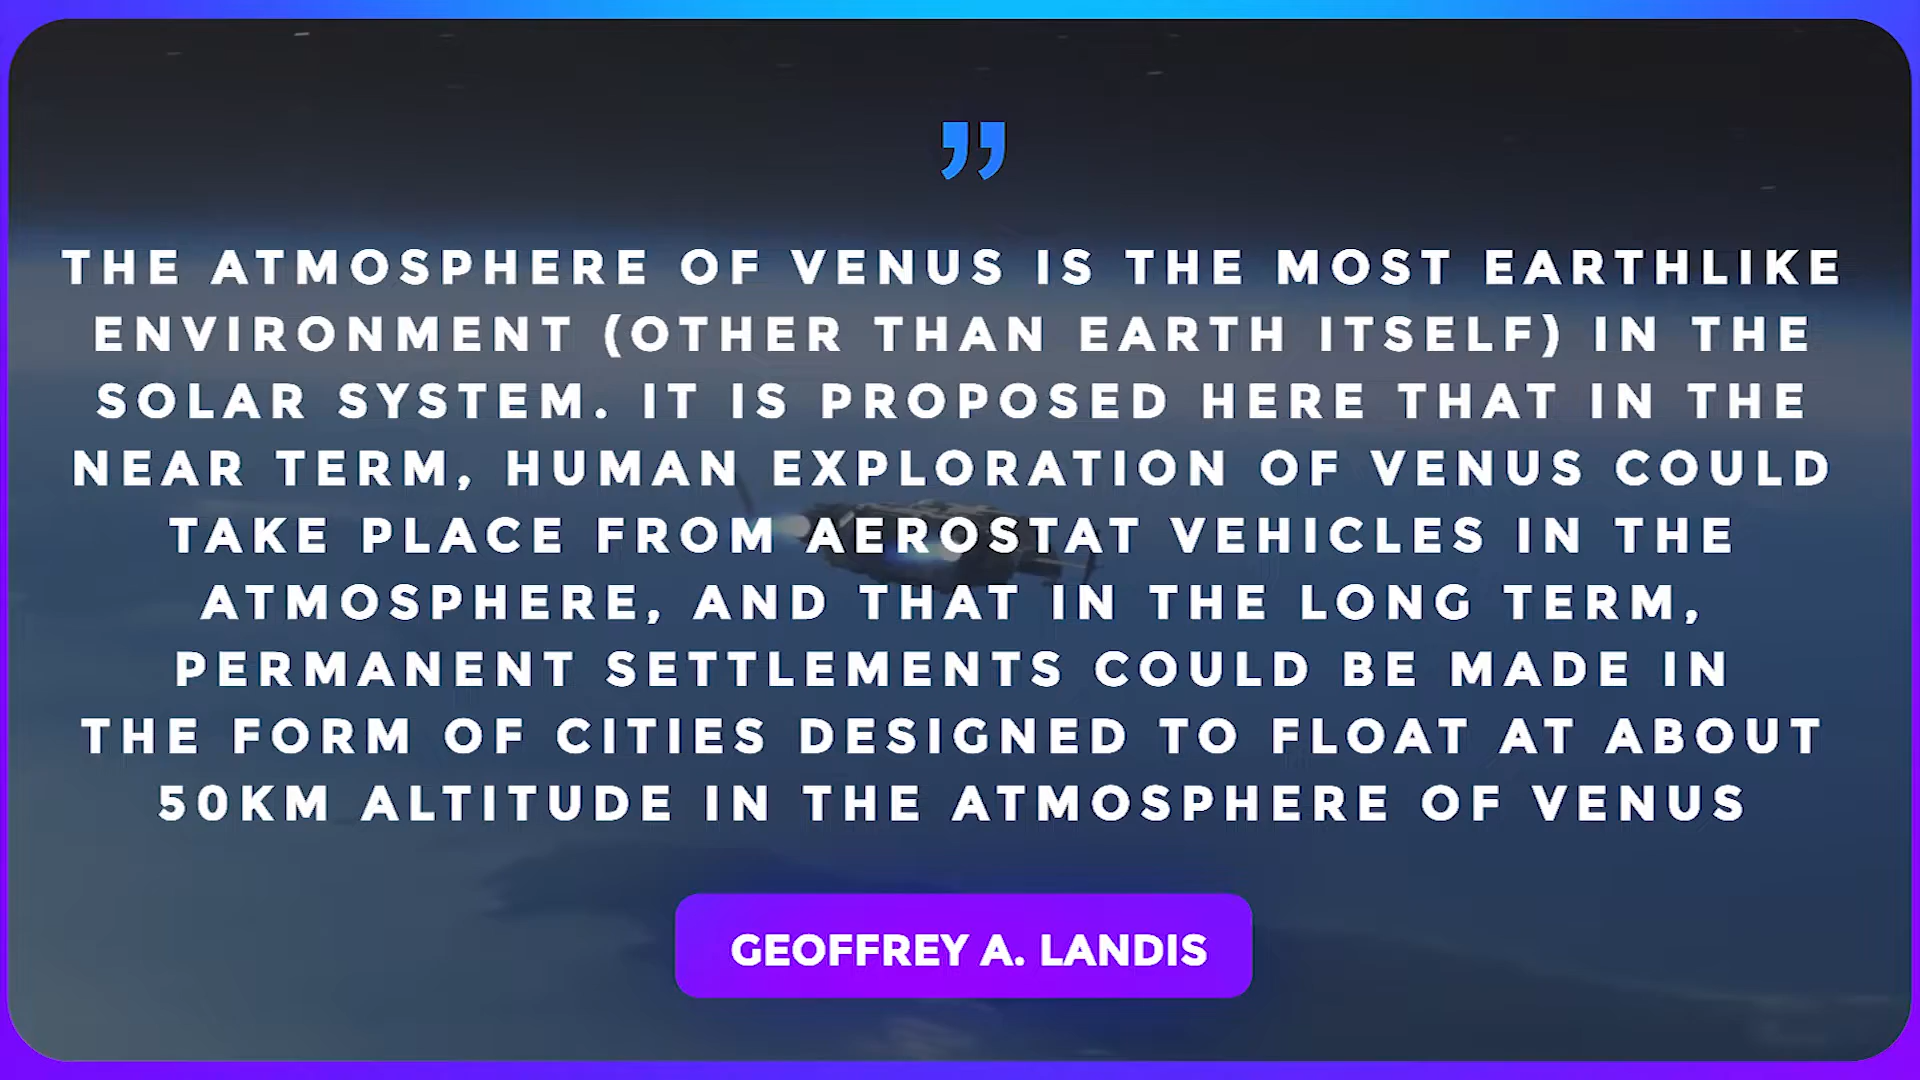 ”
THE ATMOSPHERE OF VENUS IS THE MOST EARTHLIKE
ENVIRONMENT (OTHER THAN EARTH ITSELF) IN THE
SOLAR SYSTEM. IT IS PROPOSED HERE THAT IN THE
NEAR TERM, HUMAN EXPLORATION OF VENUS COULD
TAKE PLACE FROM AEROSTAT VEHICLES IN THE
ATMOSPHERE, AND THAT IN THE LONG TERM,
PERMANENT SETTLEMENTS COULD BE MADE IN
THE FORM OF CITIES DESIGNED TO FLOAT AT ABOUT
50KM ALTITUDE IN THE ATMOSPHERE OF VENUS
GEOFFREY A. LANDIS